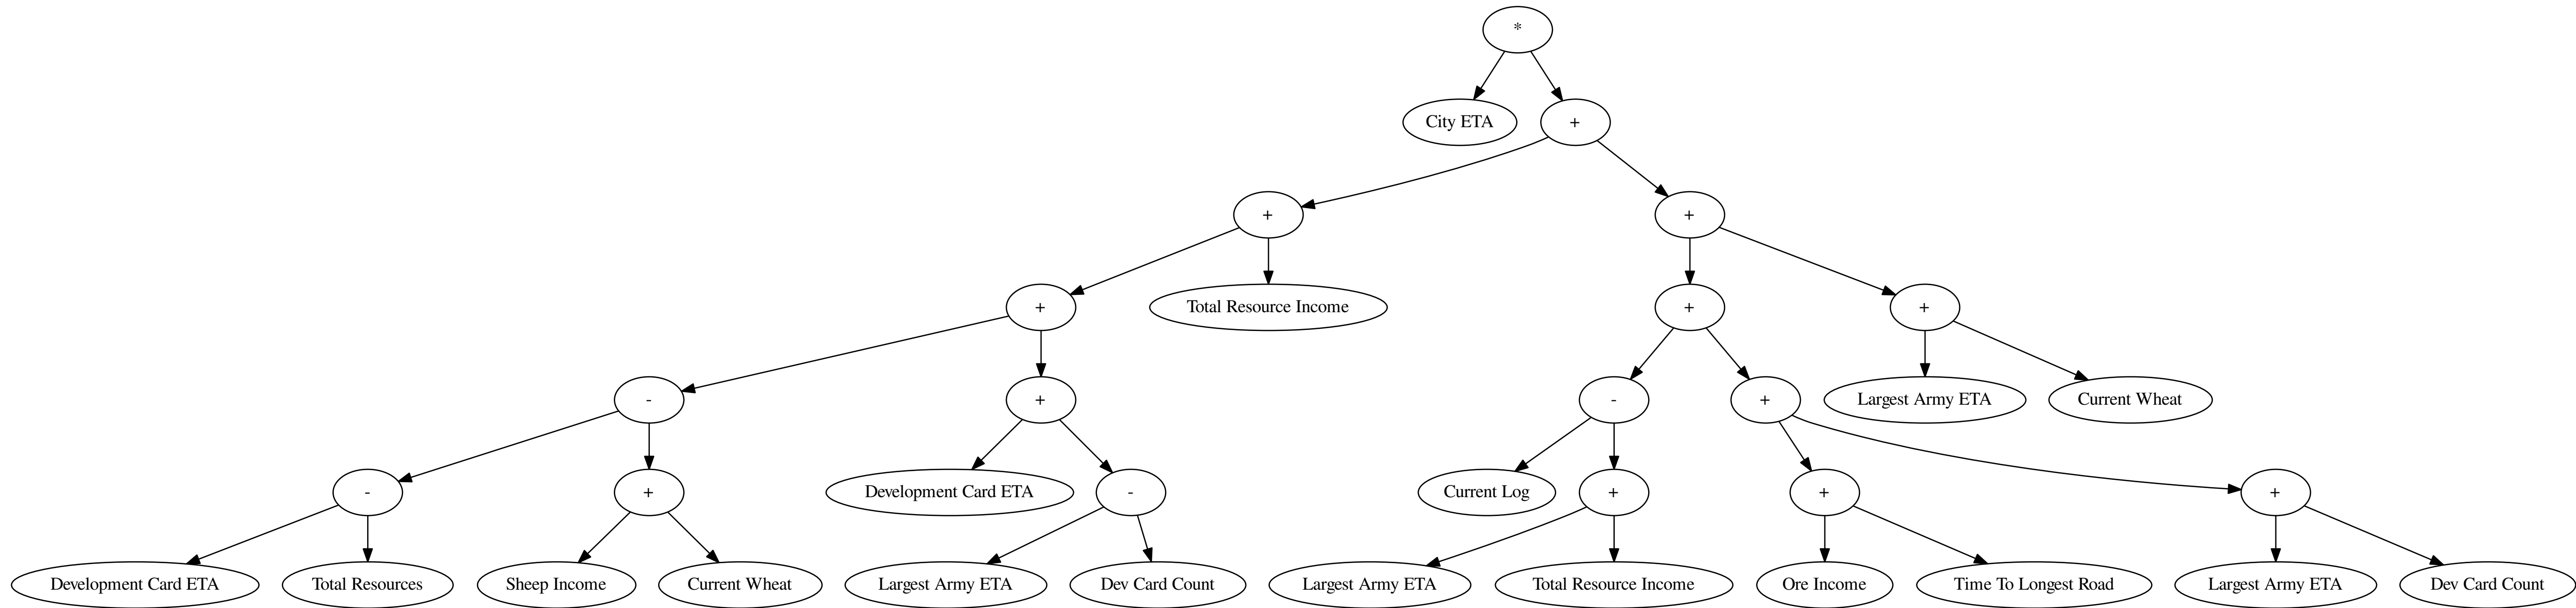 *
City ETA
+
+
+
+
Total Resource Income
+
+
-
+
-
+
Largest Army ETA
Current Wheat
-
+
Development Card ETA
-
Current Log
+
+
+
Development Card ETA
Total Resources
Sheep Income
Current Wheat
Largest Army ETA
Dev Card Count
Largest Army ETA
Total Resource Income
Ore Income
Time To Longest Road
Largest Army ETA
Dev Card Count